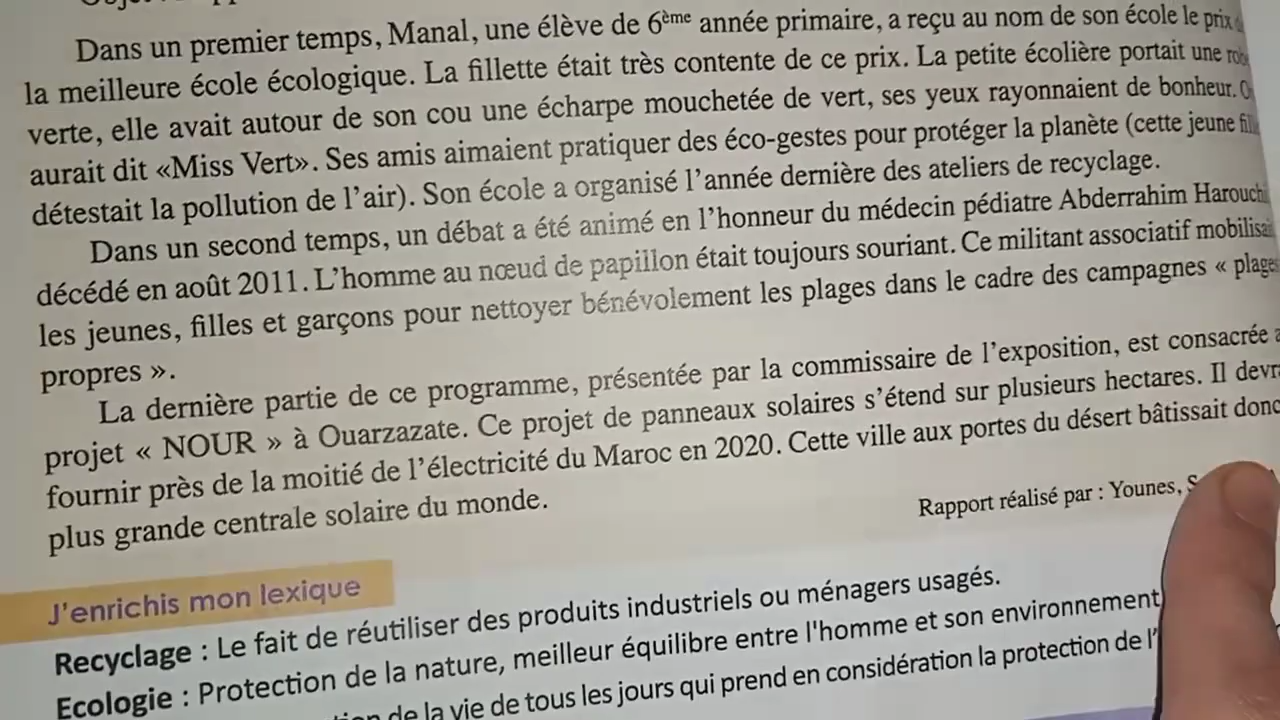 Dans un premier temps, Manal, une élève de 6ème année primaire, a reçu au nom de son école le prix
la meilleure école écologique. La fillette était très contente de ce prix. La petite écolière portait une
verte, elle avait autour de son cou une écharpe mouchetée de vert, ses yeux rayonnaient de bonheur.
aurait dit «Miss Vert». Ses amis aimaient pratiquer des éco-gestes pour protéger la planète (cette jeune
détestait la pollution de l'air). Son école a organisé l'année dernière des ateliers de recyclage.
Dans un second temps, un débat a été animé en l'honneur du médecin pédiatre Abderrahim
décédé en août 2011. L'homme au nœud de papillon était toujours souriant. Ce militant associatif
les jeunes, filles et garçons pour nettoyer bénévolement les plages dans le cadre des campagnes « plages
propres ».
La dernière partie de ce programme, présentée par la commissaire de l'exposition, est consacrée
projet « NOUR » à Ouarzazate. Ce projet de panneaux solaires s'étend sur plusieurs hectares. Il
fournir près de la moitié de l'électricité du Maroc en 2020. Cette ville aux portes du désert bâtissait donc
plus grande centrale solaire du monde.
Rapport réalisé par : Younes,
J'enrichis mon lexique
Recyclage : Le fait de réutiliser des produits industriels ou ménagers usagés.
Ecologie : Protection de la nature, meilleur équilibre entre l'homme et son environnement
de la vie de tous les jours qui prend en considération la protection de l'